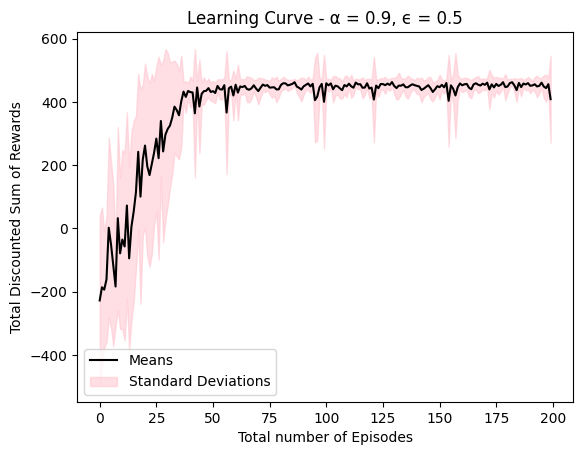 Learning Curve - α = 0.9, ϵ = 0.5
Total Discounted Sum of Rewards
600
400
200
0
−200
−400
Means
Standard Deviations
0 25 50 75 100 125 150 175 200
Total number of Episodes